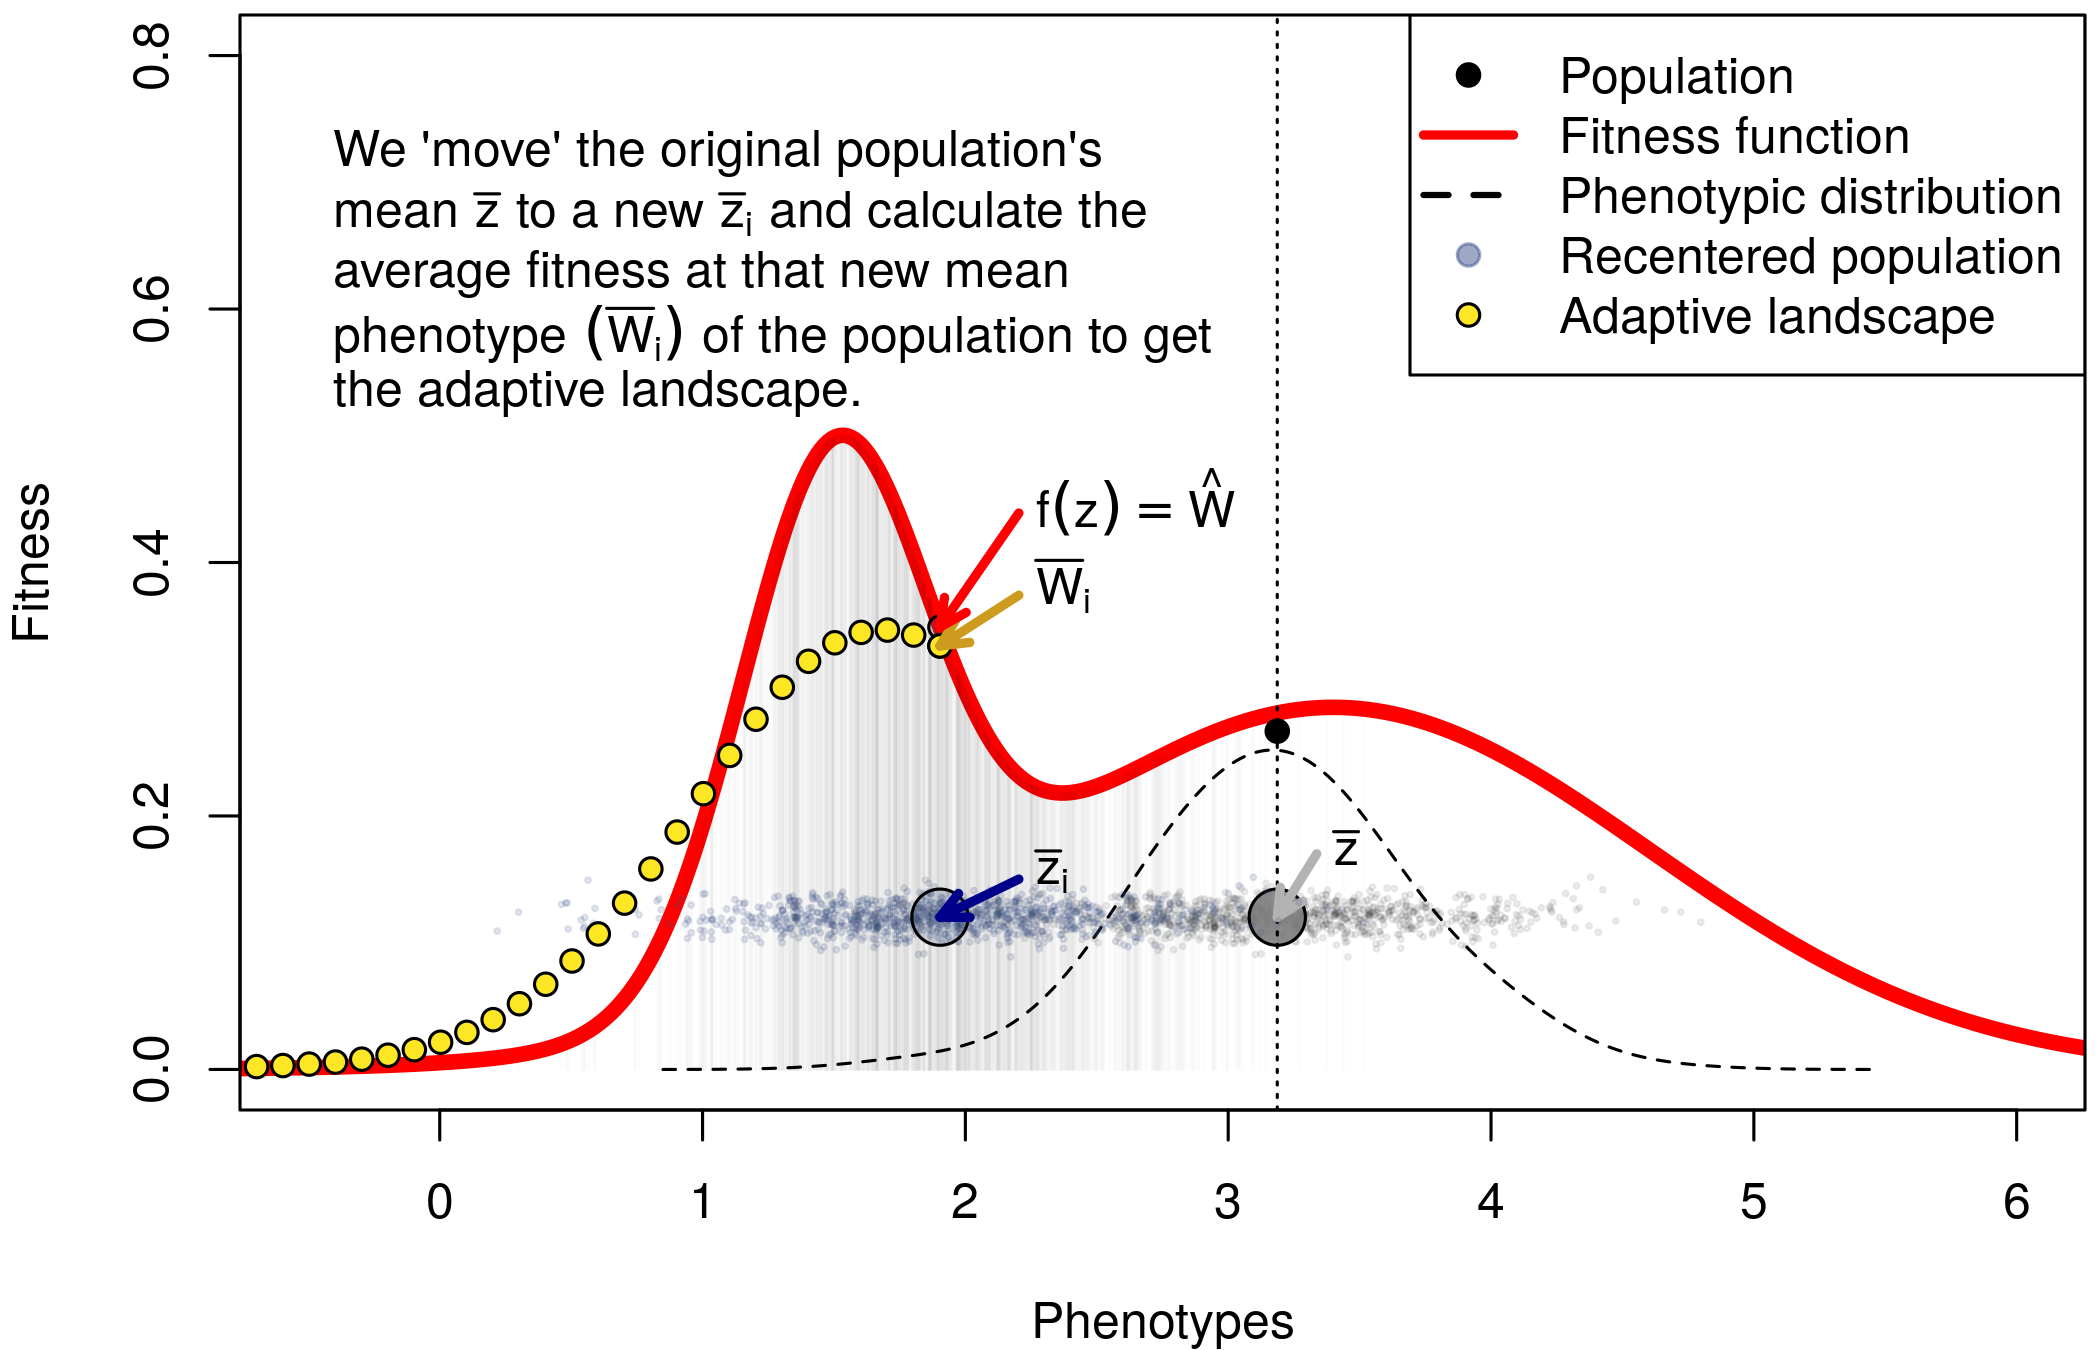 We 'move' the original population's
mean z̅ to a new z̅ᵢ and calculate the
average fitness at that new mean
phenotype (W̅ᵢ) of the population to get
the adaptive landscape.
Population
Fitness function
Phenotypic distribution
Recentered population
Adaptive landscape
f(z) = Ŵ
W̅ᵢ
z̅ᵢ
z̅
Fitness
0.8
0.6
0.4
0.2
0.0
0 1 2 3 4 5 6
Phenotypes